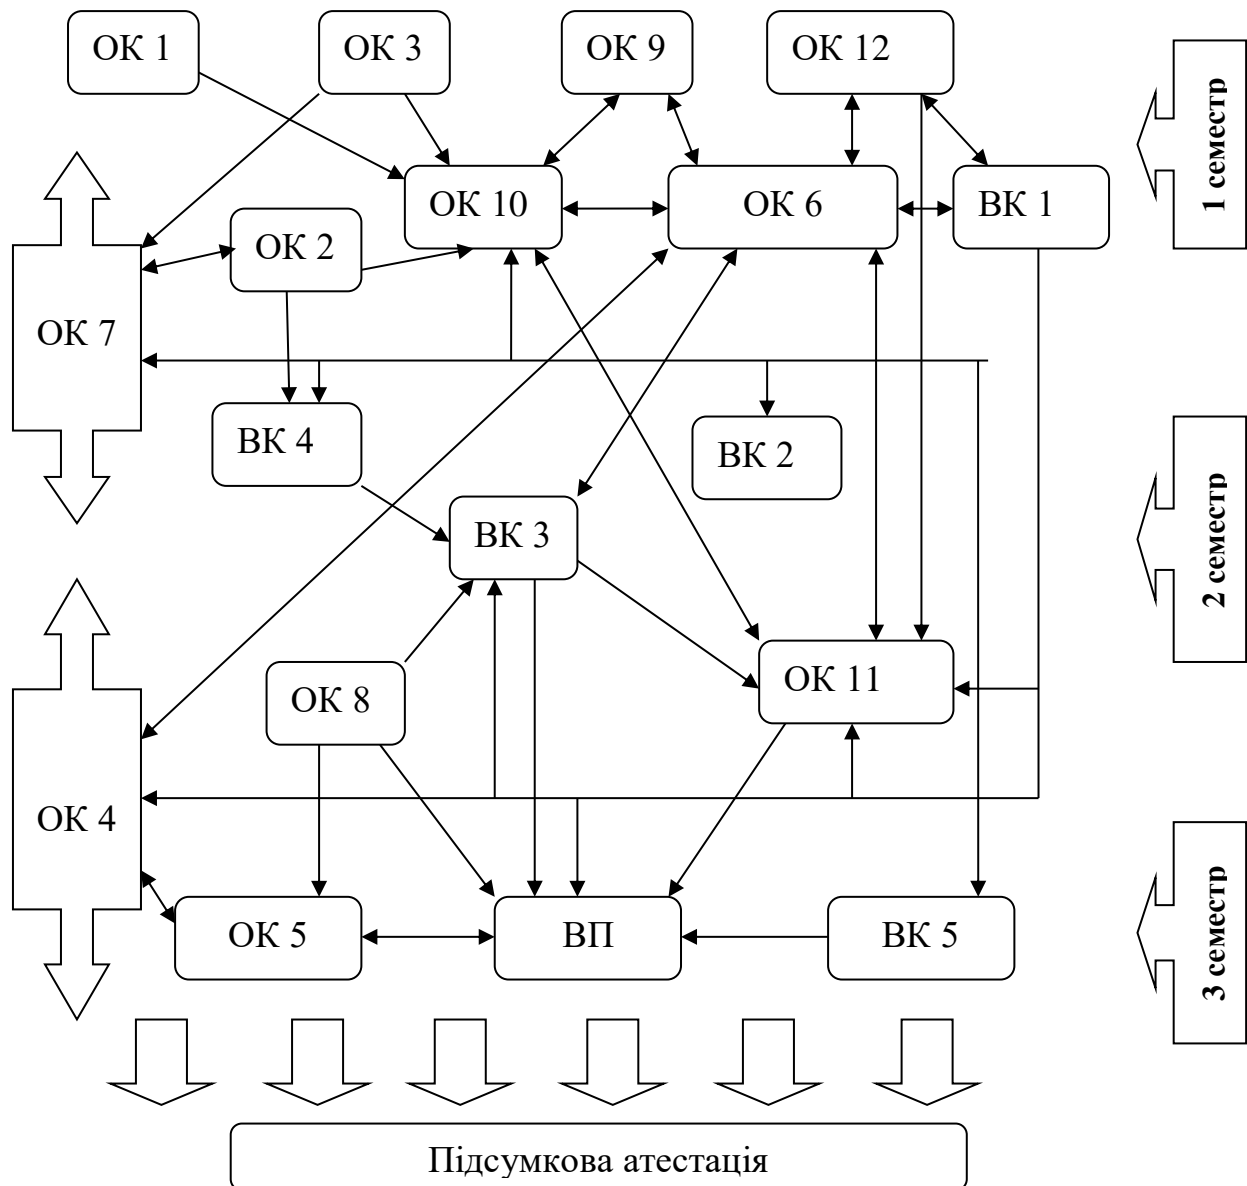 ОК 1
ОК 3
ОК 9
ОК 12
1 семестр
ОК 10
ОК 6
ВК 1
ОК 2
ОК 7
ВК 4
ВК 2
2 семестр
ВК 3
ОК 8
ОК 11
ОК 4
ОК 5
ВП
ВК 5
3 семестр
Підсумкова атестація